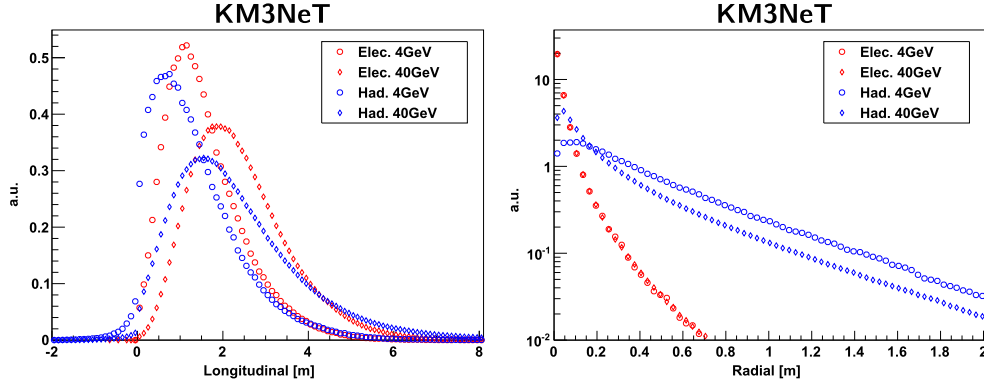 KM3NeT
a.u.
0.5
0.4
0.3
0.2
0.1
0
Elec. 4GeV
Elec. 40GeV
Had. 4GeV
Had. 40GeV
-2 0 2 4 6 8
Longitudinal [m]
KM3NeT
a.u.
10
1
10-1
10-2
Elec. 4GeV
Elec. 40GeV
Had. 4GeV
Had. 40GeV
0 0.2 0.4 0.6 0.8 1 1.2 1.4 1.6 1.8 2
Radial [m]